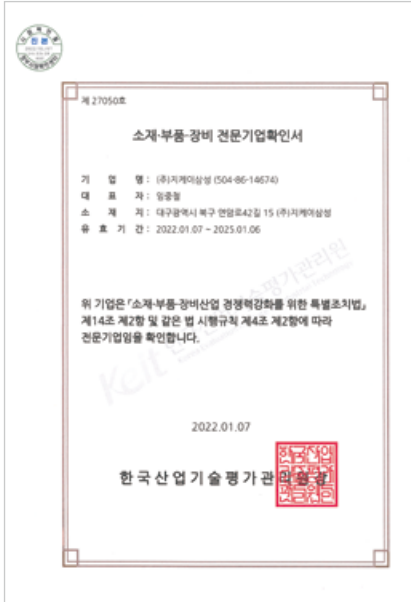 제 27050호
소재·부품·장비 전문기업확인서
기 업 명 : (주)지케이삼성 (504-86-14674)
대 표 자 : 임중철
소 재 지 : 대구광역시 북구 연암로42길 15 (주)지케이삼성
유 효 기 간 : 2022.01.07 ~ 2025.01.06
위 기업은 「소재·부품·장비산업 경쟁력강화를 위한 특별조치법」
제14조 제2항 및 같은 법 시행규칙 제4조 제2항에 따라
전문기업임을 확인합니다.
2022.01.07
한국산업기술평가관리원장